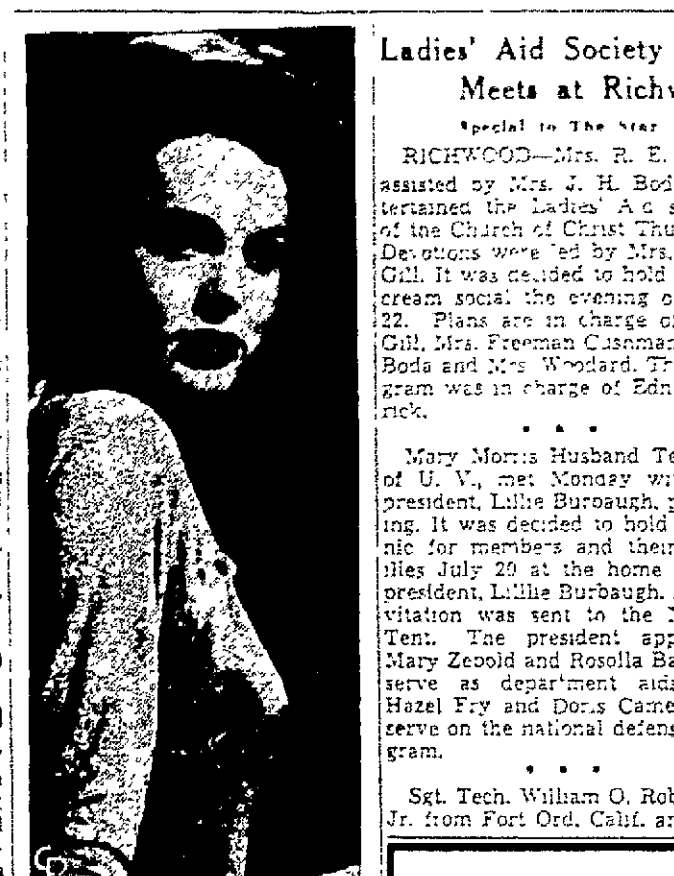 Ladies' Aid Society
Meets at Richw
Special to The Star
RICHWOOD—Mrs. R. E.
assisted by Mrs. J. H. Bod
tertained the Ladies' Aid s
of the Church of Christ Thu
Devotions were led by Mrs.
Gill. It was decided to hold
cream social the evening o
22. Plans are in charge of
Gill, Mrs. Freeman Cushman
Boda and Mrs. Woodard. Th
gram was in charge of Edn
rick.
Mary Morris Husband Te
of U. V., met Monday wi
president, Lillie Burbaugh, p
ing. It was decided to hold
nic for members and their
ilies July 29 at the home
president, Lillie Burbaugh.
vitation was sent to the
Tent. The president app
Mary Zepold and Rosolla Ba
serve as department aids
Hazel Fry and Doris Came
serve on the national defens
gram.
Sgt. Tech. William O. Rob
Jr. from Fort Ord, Calif. an